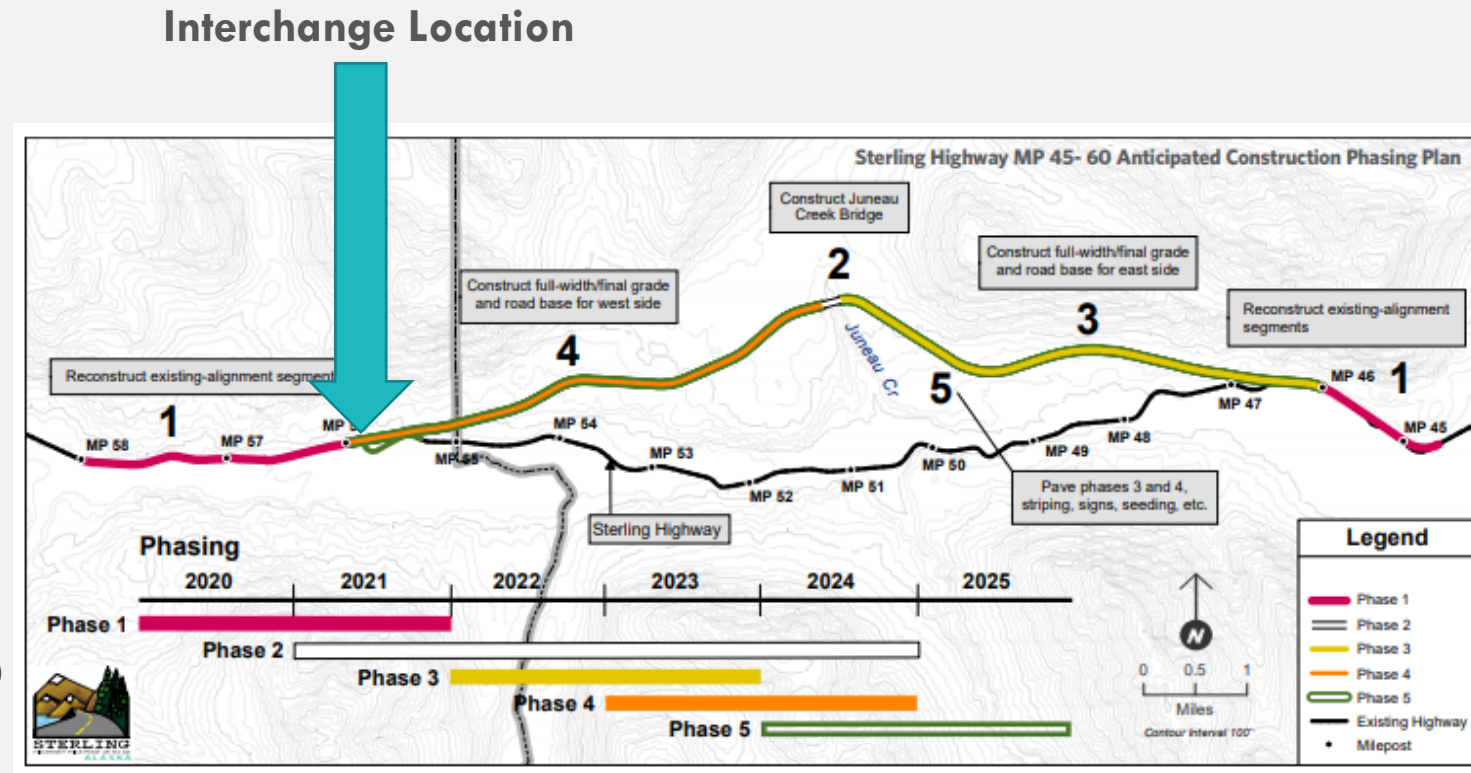 Interchange Location
Sterling Highway MP 45- 60 Anticipated Construction Phasing Plan
Construct Juneau
Creek Bridge
2
Construct full-width/final grade
and road base for east side
3
Construct full-width/final grade
and road base for west side
4
Reconstruct existing-alignment
segments
Reconstruct existing-alignment segment
Juneau Cr
5
MP 46
1
1
MP 47
MP 45
MP 58
MP 57
MP
MP 55
MP 54
MP 53
MP 52
MP 51
MP 50
MP 49
MP 48
Pave phases 3 and 4,
striping, signs, seeding, etc.
Sterling Highway
Phasing
2020
2021
2022
2023
2024
2025
Phase 1
Phase 2
Phase 3
Phase 4
Phase 5
N
0 0.5 1
Miles
Contour Interval 100'
Legend
Phase 1
Phase 2
Phase 3
Phase 4
Phase 5
Existing Highway
Milepost
STERLING
ALASKA